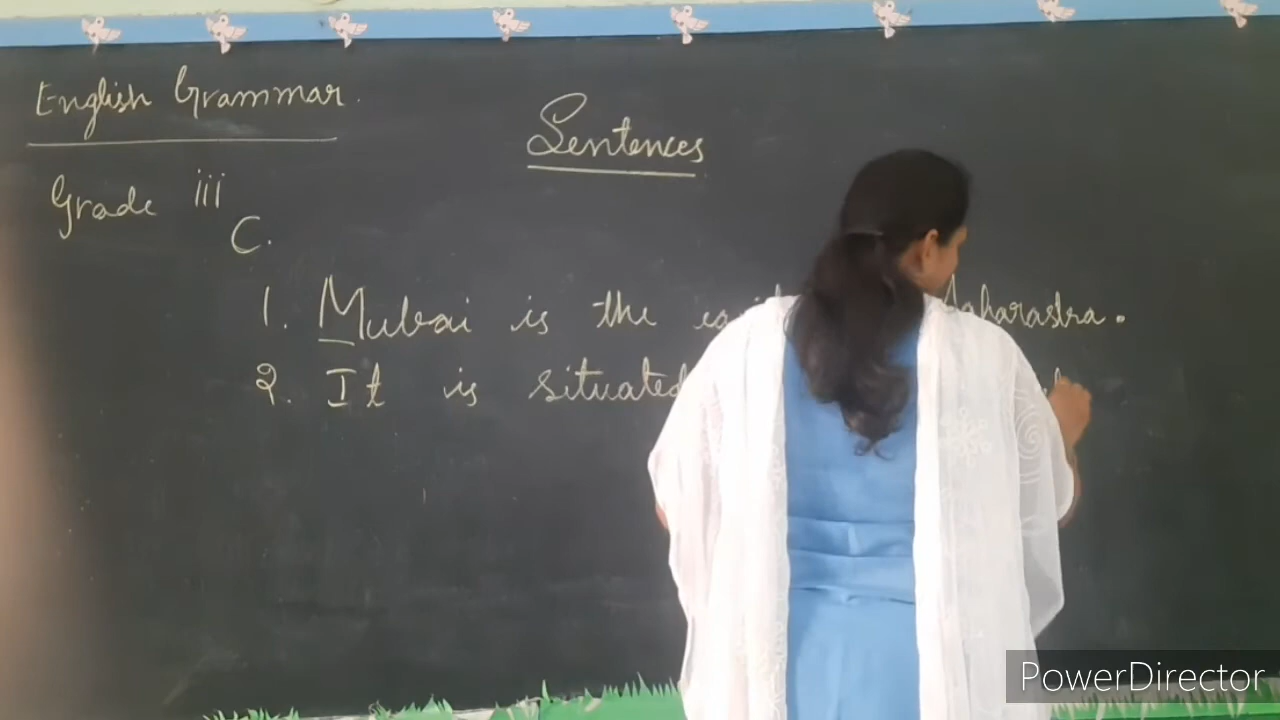 English Grammar.
Sentences
Grade iii
C.
1. Mubai is the Maharastra.
2. It is situated
PowerDirector